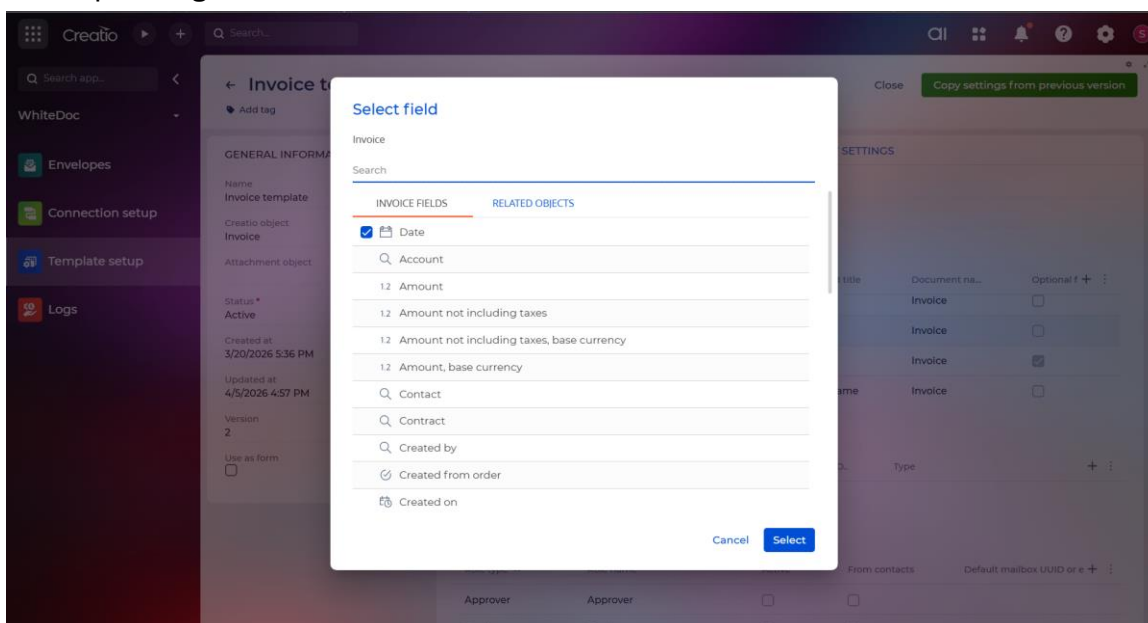 Creatio
Search...
Search app...
WhiteDoc
Envelopes
Connection setup
Template setup
Logs
← Invoice te
Add tag
Close
Copy settings from previous version
GENERAL INFORMA
Name
Invoice template
Creatio object
Invoice
Attachment object
Status *
Active
Created at
3/20/2026 5:36 PM
Updated at
4/5/2026 4:57 PM
Version
2
Use as form
Select field
Invoice
Search
INVOICE FIELDS RELATED OBJECTS
Date
Account
1.2 Amount
1.2 Amount not including taxes
1.2 Amount not including taxes, base currency
1.2 Amount, base currency
Contact
Contract
Created by
Created from order
Created on
Cancel Select
SETTINGS
title Document na... Optional f +
Invoice
Invoice
Invoice
ame Invoice
Type +
From contacts Default mailbox UUID or e +
Approver Approver